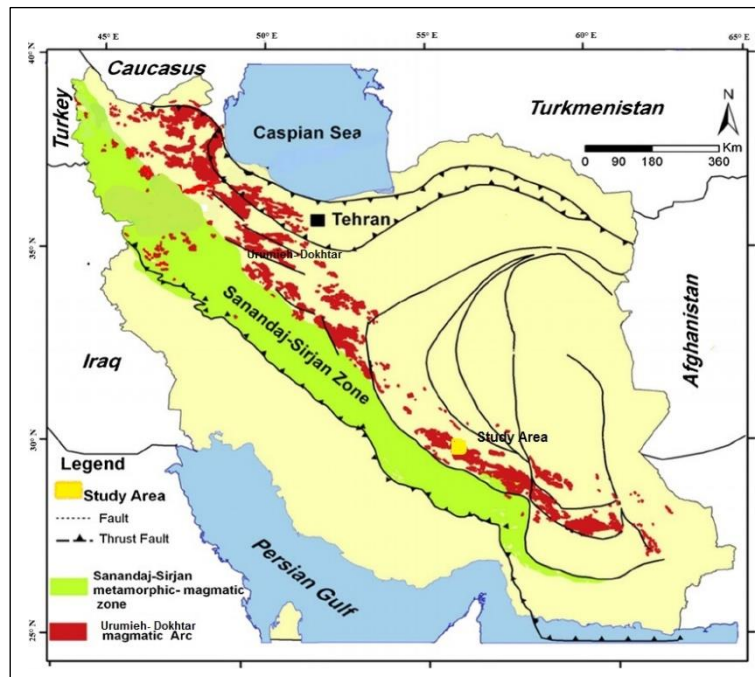 45° E
50° E
55° E
60° E
65° E
40° N
35° N
30° N
25° N
Caucasus
Turkey
Caspian Sea
Turkmenistan
N
Km
0 90 180 360
Tehran
Urumieh-Dokhtar
Sanandaj-Sirjan Zone
Afghanistan
Iraq
Study Area
Persian Gulf
Legend
Study Area
Fault
Thrust Fault
Sanandaj-Sirjan
metamorphic- magmatic
zone
Urumieh- Dokhtar
magmatic Arc